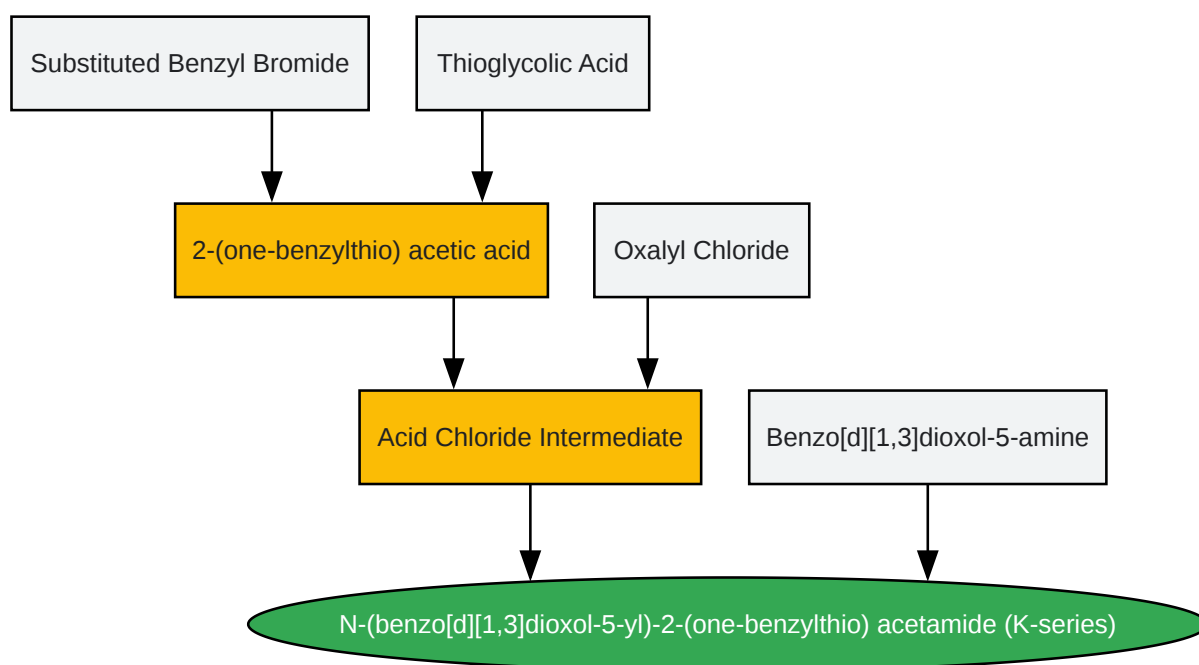 Substituted Benzyl Bromide
Thioglycolic Acid
2-(one-benzylthio) acetic acid
Oxalyl Chloride
Acid Chloride Intermediate
Benzo[d][1,3]dioxol-5-amine
N-(benzo[d][1,3]dioxol-5-yl)-2-(one-benzylthio) acetamide (K-series)